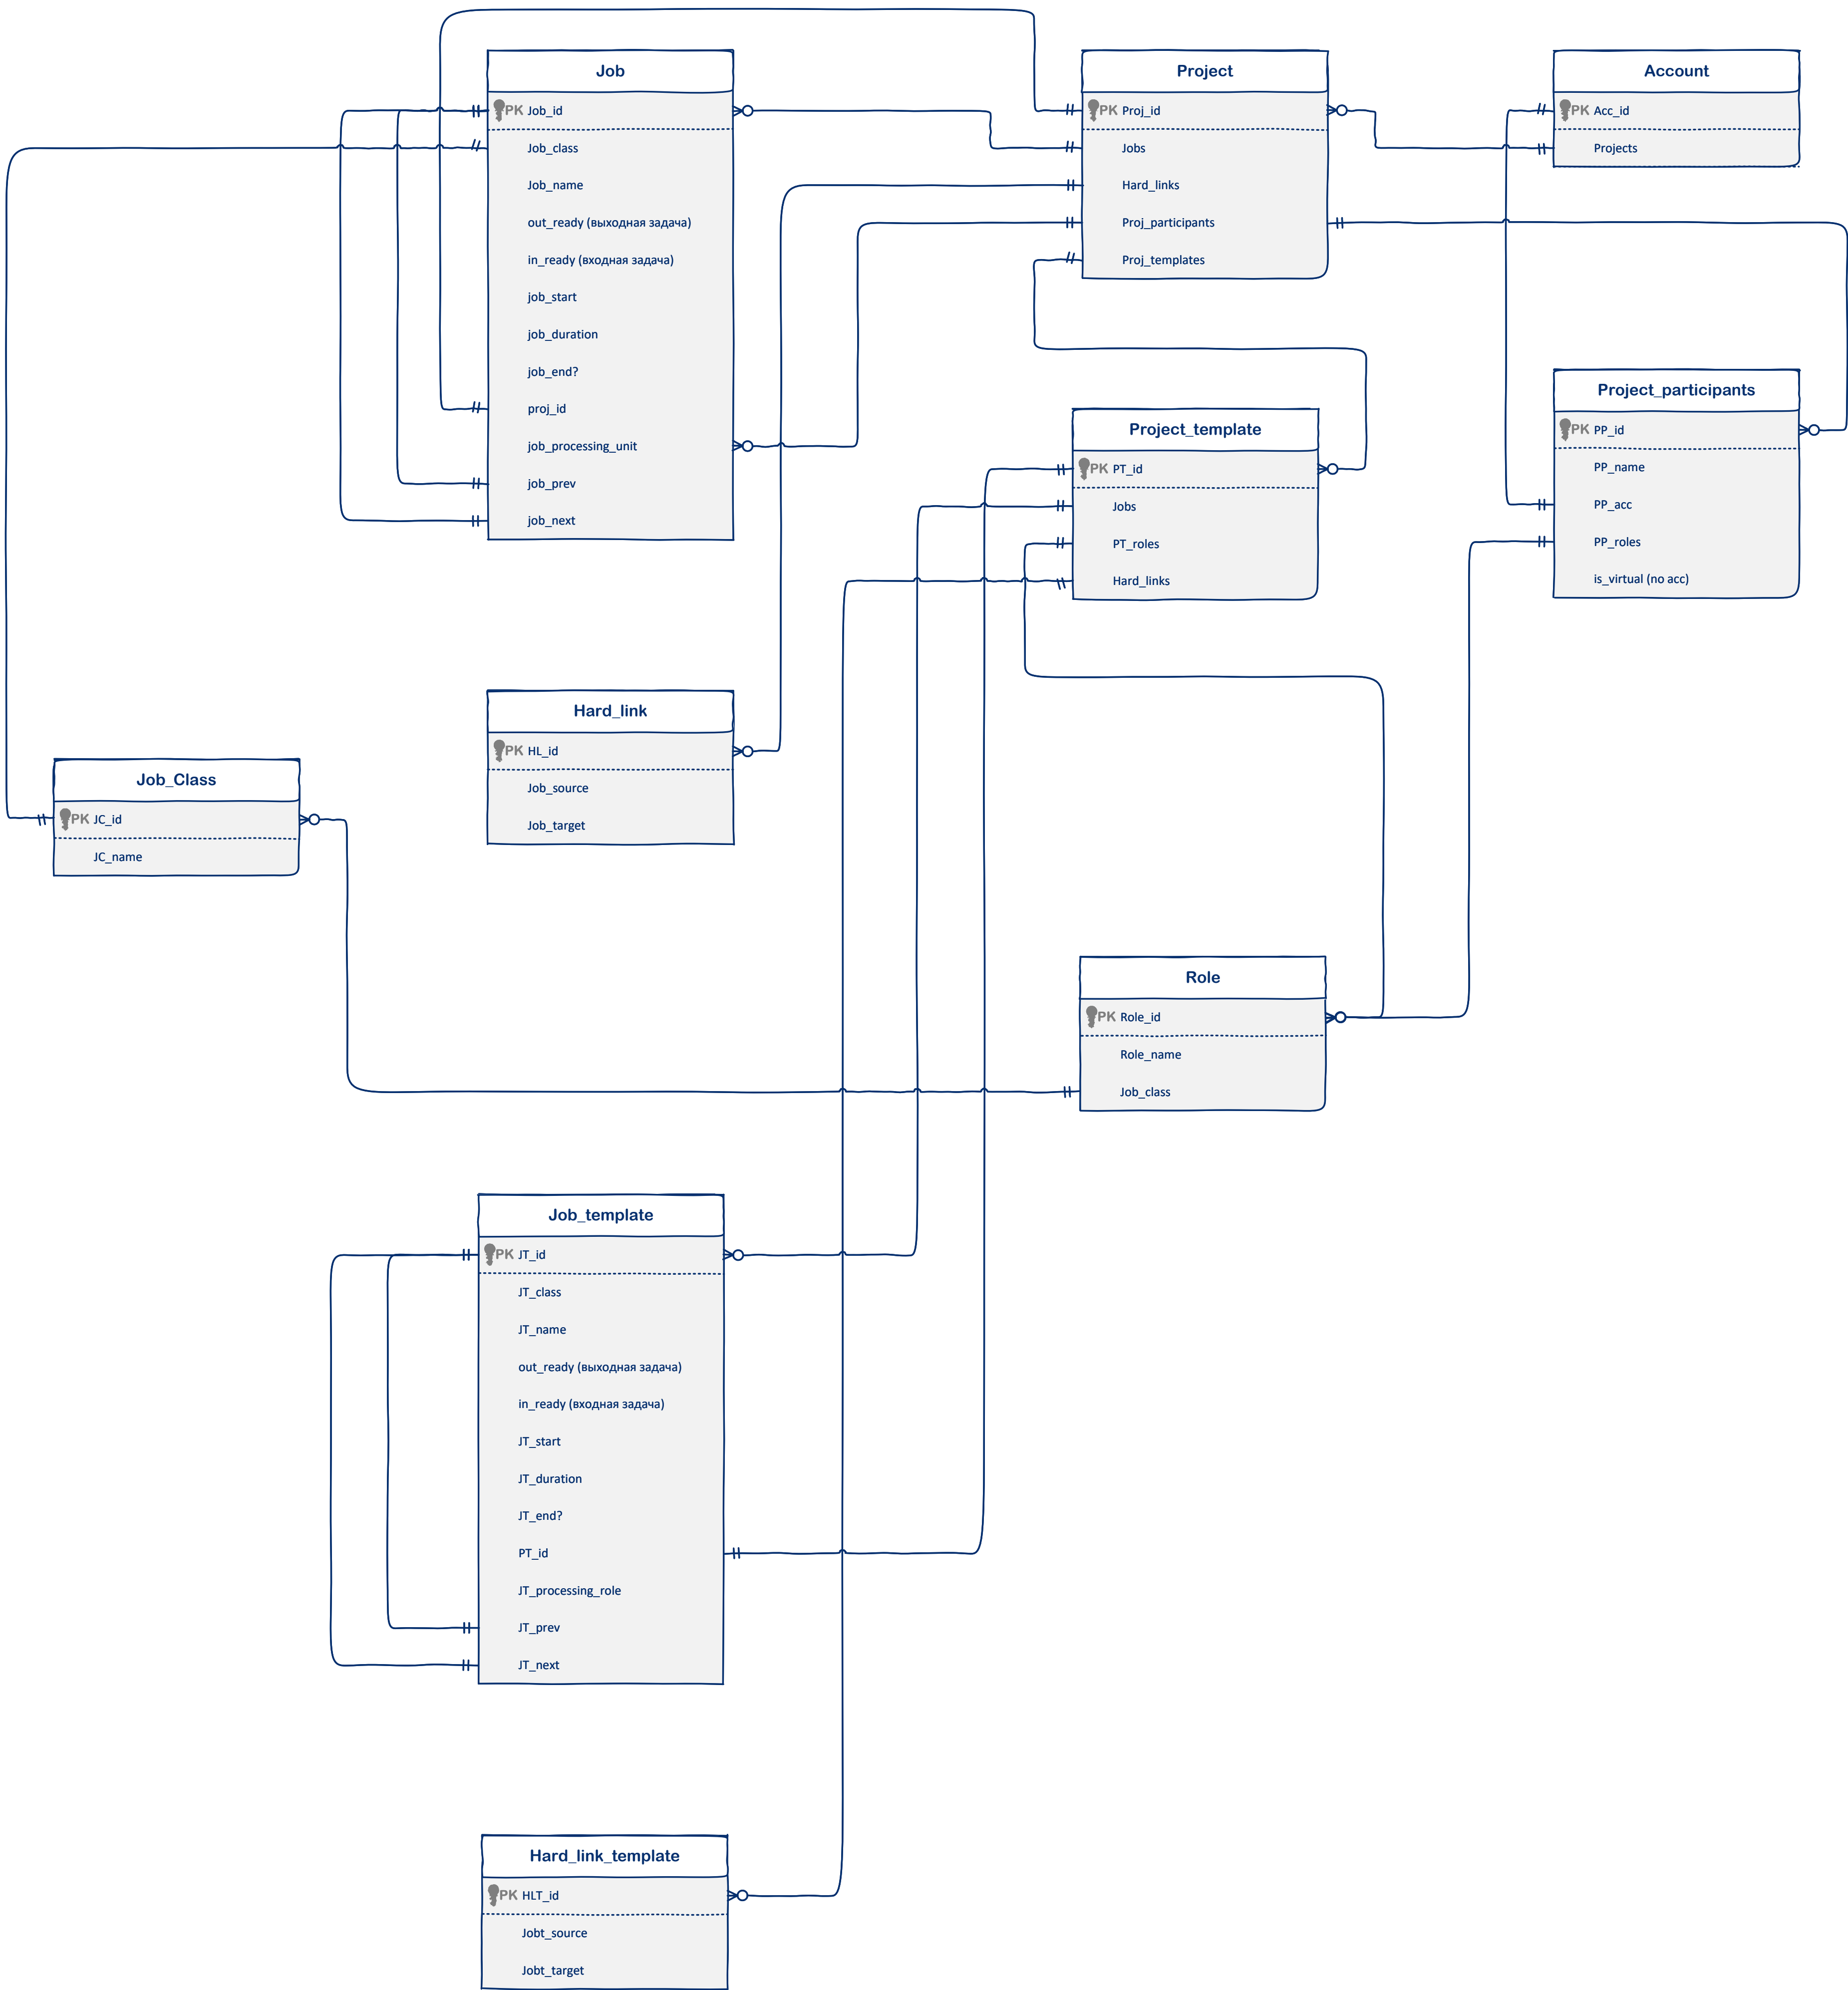 Job
PK Job_id
Job_class
Job_name
out_ready (выходная задача)
in_ready (входная задача)
job_start
job_duration
job_end?
proj_id
job_processing_unit
job_prev
job_next
Project
PK Proj_id
Jobs
Hard_links
Proj_participants
Proj_templates
Account
PK Acc_id
Projects
Project_participants
PK PP_id
PP_name
PP_acc
PP_roles
is_virtual (no acc)
Project_template
PK PT_id
Jobs
PT_roles
Hard_links
Hard_link
PK HL_id
Job_source
Job_target
Job_Class
PK JC_id
JC_name
Role
PK Role_id
Role_name
Job_class
Job_template
PK JT_id
JT_class
JT_name
out_ready (выходная задача)
in_ready (входная задача)
JT_start
JT_duration
JT_end?
PT_id
JT_processing_role
JT_prev
JT_next
Hard_link_template
PK HLT_id
Jobt_source
Jobt_target